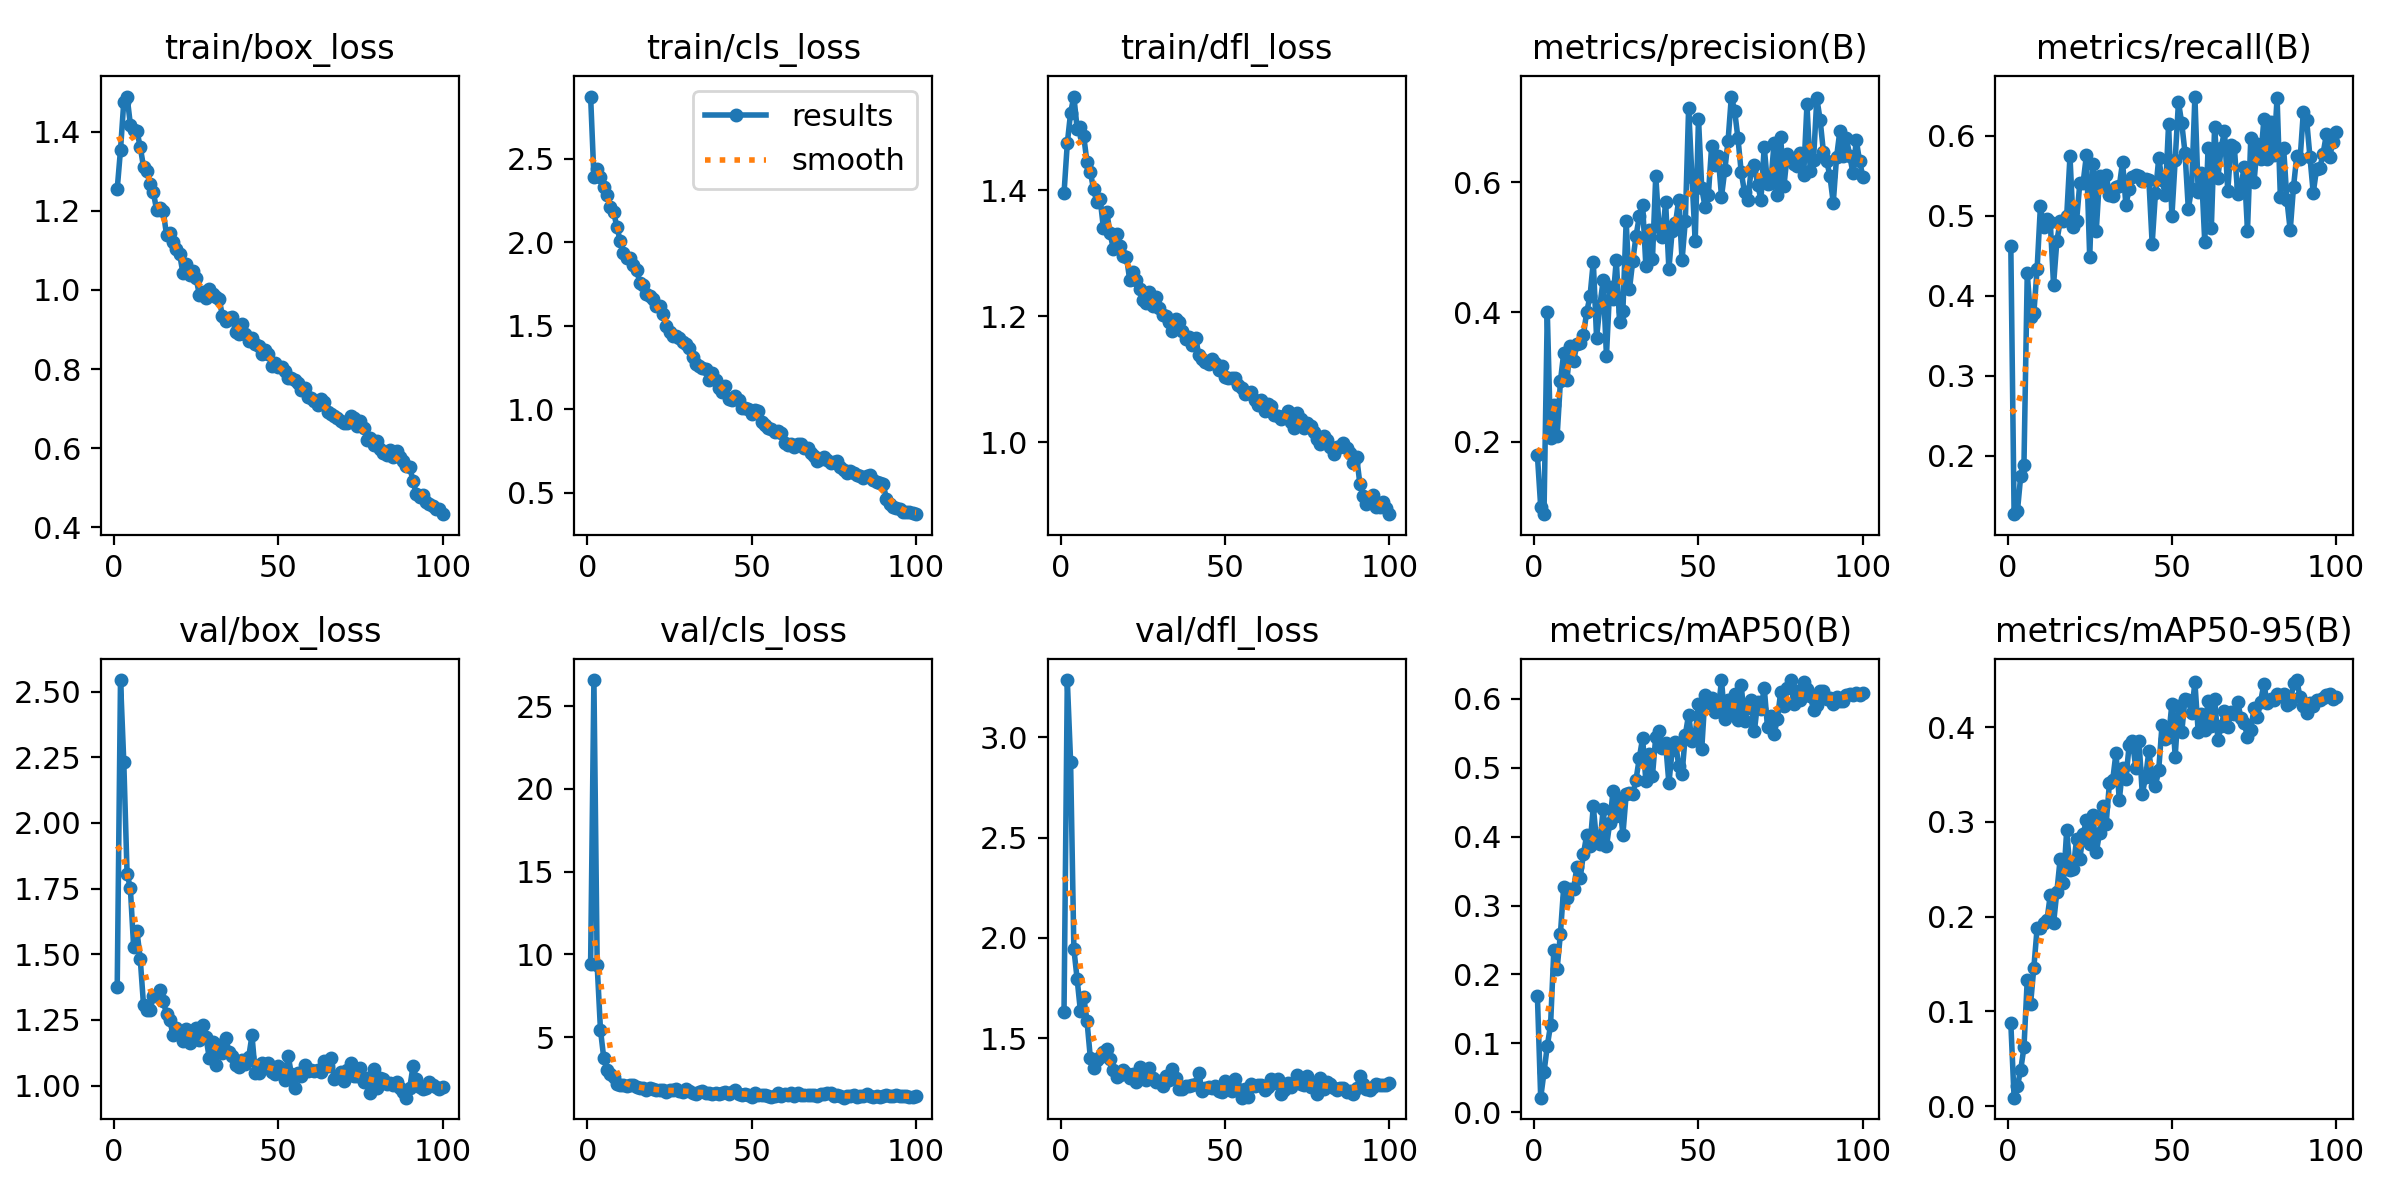 train/box_loss
1.4
1.2
1.0
0.8
0.6
0.4
0 50 100
train/cls_loss
results
smooth
2.5
2.0
1.5
1.0
0.5
0 50 100
train/dfl_loss
1.4
1.2
1.0
0 50 100
metrics/precision(B)
0.6
0.4
0.2
0 50 100
metrics/recall(B)
0.6
0.5
0.4
0.3
0.2
0 50 100
val/box_loss
2.50
2.25
2.00
1.75
1.50
1.25
1.00
0 50 100
val/cls_loss
25
20
15
10
5
0 50 100
val/dfl_loss
3.0
2.5
2.0
1.5
0 50 100
metrics/mAP50(B)
0.6
0.5
0.4
0.3
0.2
0.1
0.0
0 50 100
metrics/mAP50-95(B)
0.4
0.3
0.2
0.1
0.0
0 50 100